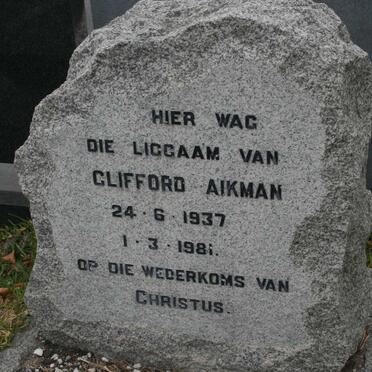 HIER WAG
DIE LIGGAAM VAN
CLIFFORD AIKMAN
24·6·1937
1·3·1981.
OP DIE WEDERKOMS VAN
CHRISTUS.